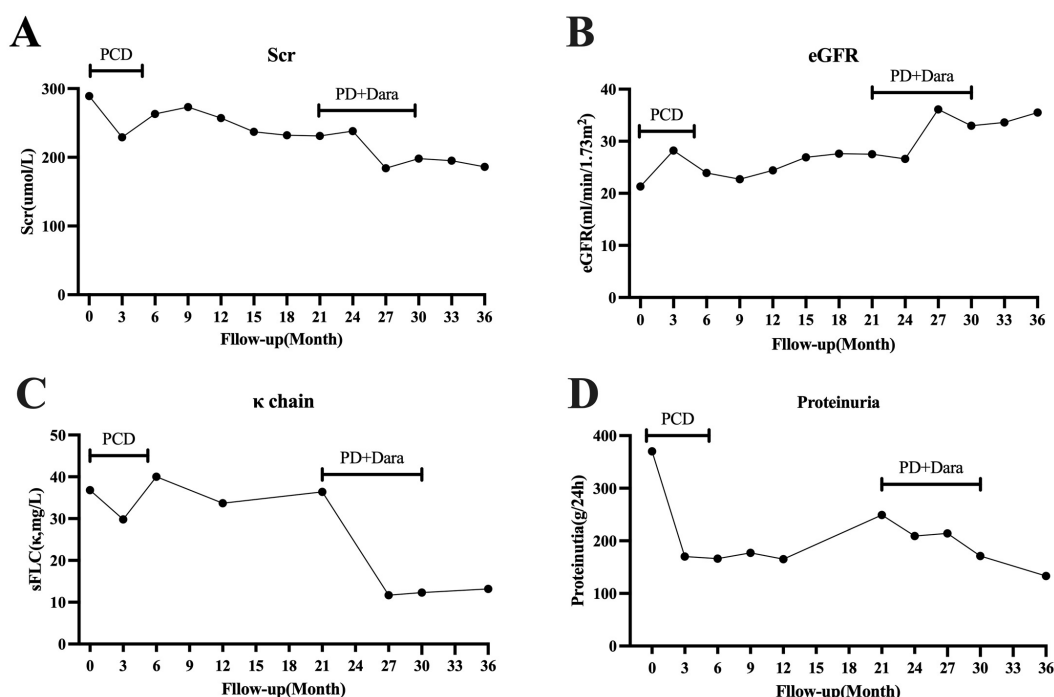 A
Scr
PCD
PD+Dara
Scr(umol/L)
300
200
100
0
0 3 6 9 12 15 18 21 24 27 30 33 36
Fllow-up(Month)
B
eGFR
PD+Dara
PCD
eGFR(ml/min/1.73m²)
40
30
20
10
0
0 3 6 9 12 15 18 21 24 27 30 33 36
Fllow-up(Month)
C
κ chain
PCD
PD+Dara
sFLC(κ,mg/L)
50
40
30
20
10
0
0 3 6 9 12 15 18 21 24 27 30 33 36
Fllow-up(Month)
D
Proteinuria
PCD
PD+Dara
Proteinutia(g/24h)
400
300
200
100
0
0 3 6 9 12 15 18 21 24 27 30 33 36
Fllow-up(Month)